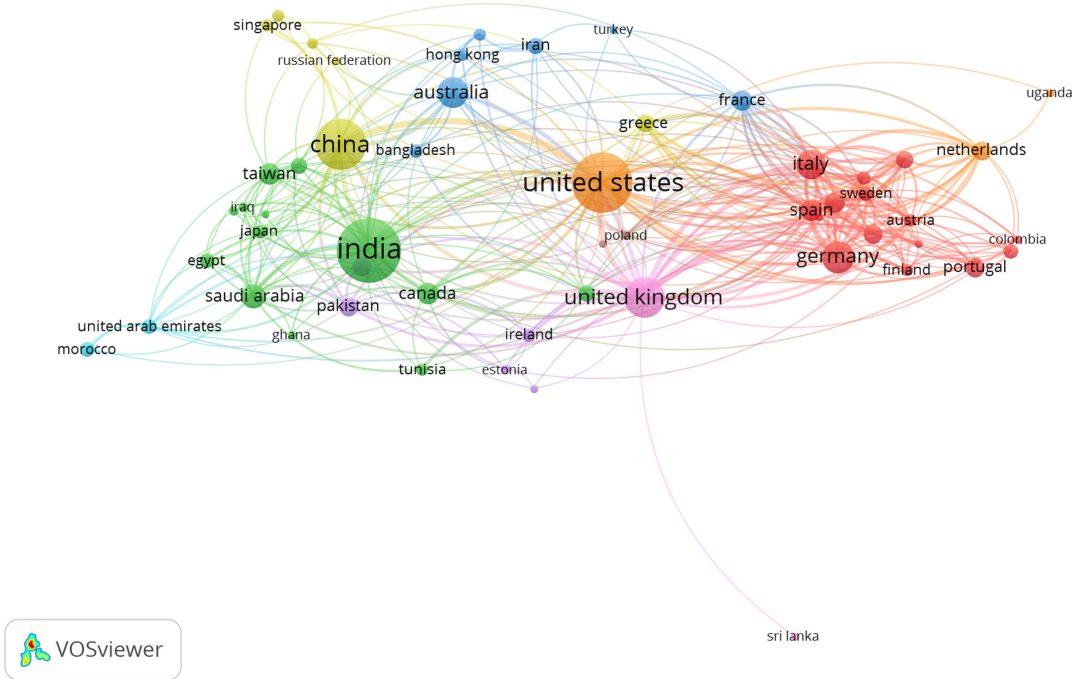 singapore
turkey
russian federation
hong kong
iran
australia
france
uganda
greece
china
bangladesh
netherlands
taiwan
italy
united states
sweden
iraq
spain
austria
japan
poland
colombia
india
egypt
germany
finland
portugal
saudi arabia
pakistan
canada
united kingdom
united arab emirates
ghana
ireland
morocco
tunisia
estonia
sri lanka
VOSviewer